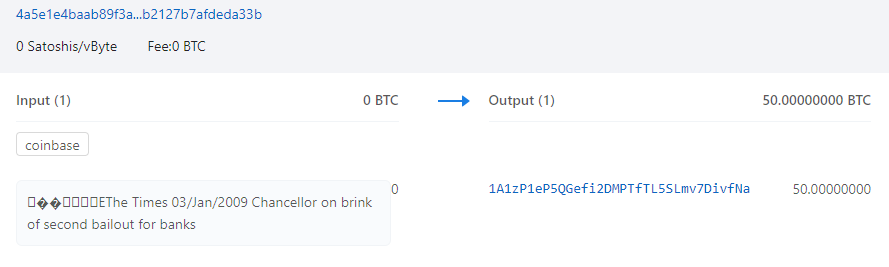 4a5e1e4baab89f3a...b2127b7afdeda33b
0 Satoshis/vByte Fee:0 BTC
Input (1) 0 BTC Output (1) 50.00000000 BTC
coinbase
□��□□□□EThe Times 03/Jan/2009 Chancellor on brink of second bailout for banks
0 1A1zP1eP5QGefi2DMPTfTL5SLmv7DivfNa 50.00000000